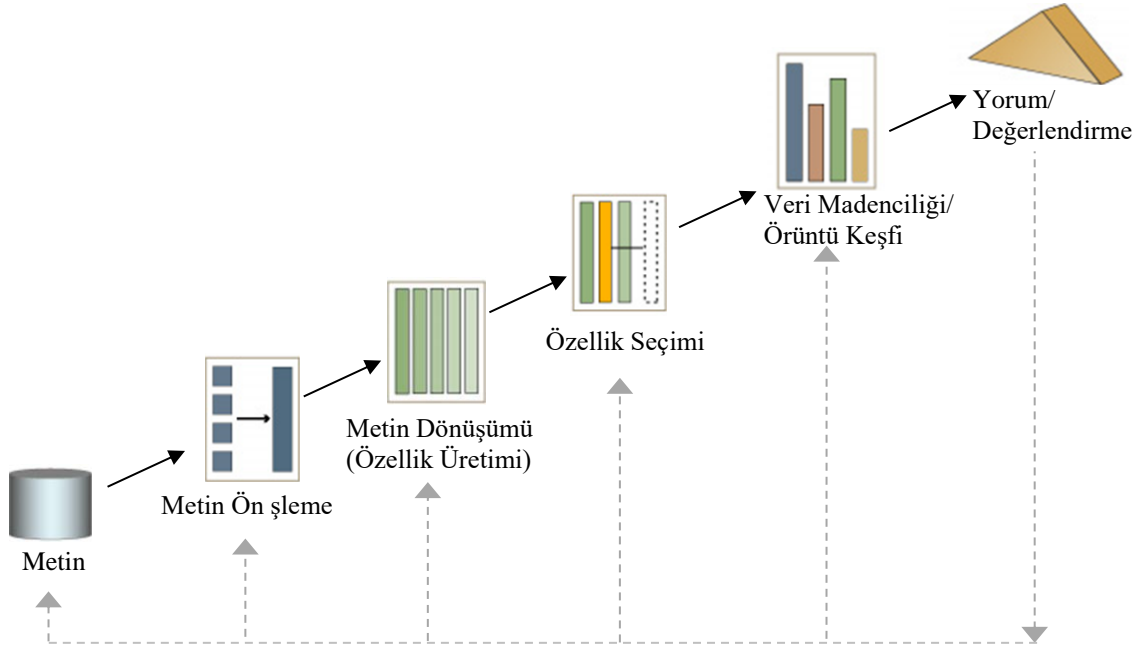 Yorum/
Değerlendirme
Veri Madenciliği/
Örüntü Keşfi
Özellik Seçimi
Metin Dönüşümü
(Özellik Üretimi)
Metin Ön şleme
Metin